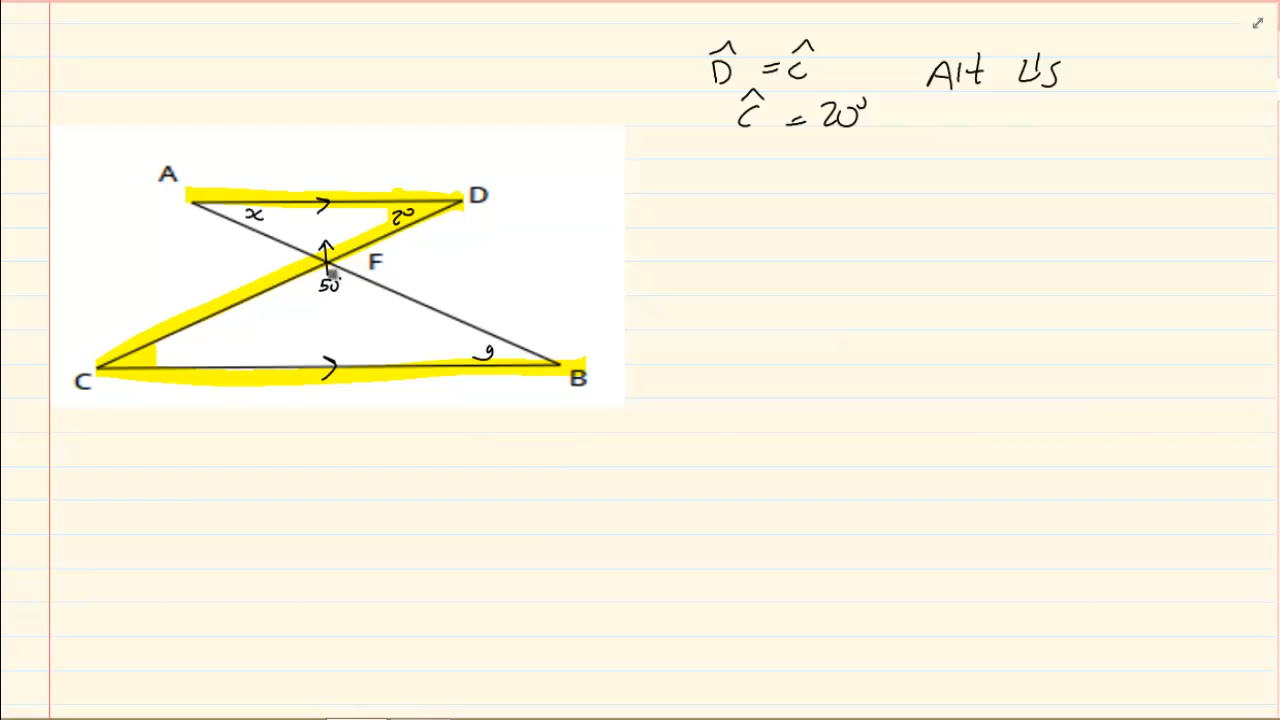 D̂ = Ĉ Alt ∠'s
Ĉ = 20°
A
D
x
20
F
50°
y
C
B